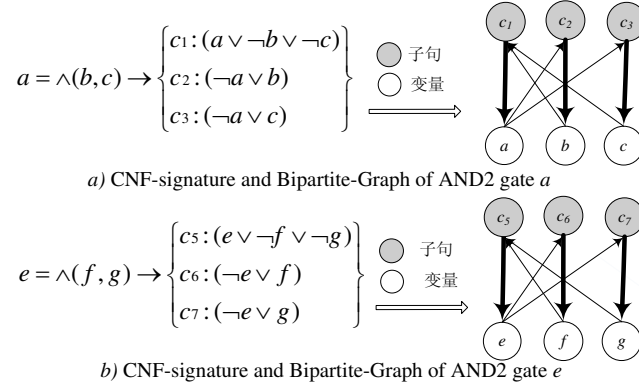 c1 c2 c3
a = ∧(b, c) → { c1 : (a ∨ ¬b ∨ ¬c)
c2 : (¬a ∨ b)
c3 : (¬a ∨ c) }
子句
变量
a b c
a) CNF-signature and Bipartite-Graph of AND2 gate a
c5 c6 c7
e = ∧(f, g) → { c5 : (e ∨ ¬f ∨ ¬g)
c6 : (¬e ∨ f)
c7 : (¬e ∨ g) }
子句
变量
e f g
b) CNF-signature and Bipartite-Graph of AND2 gate e